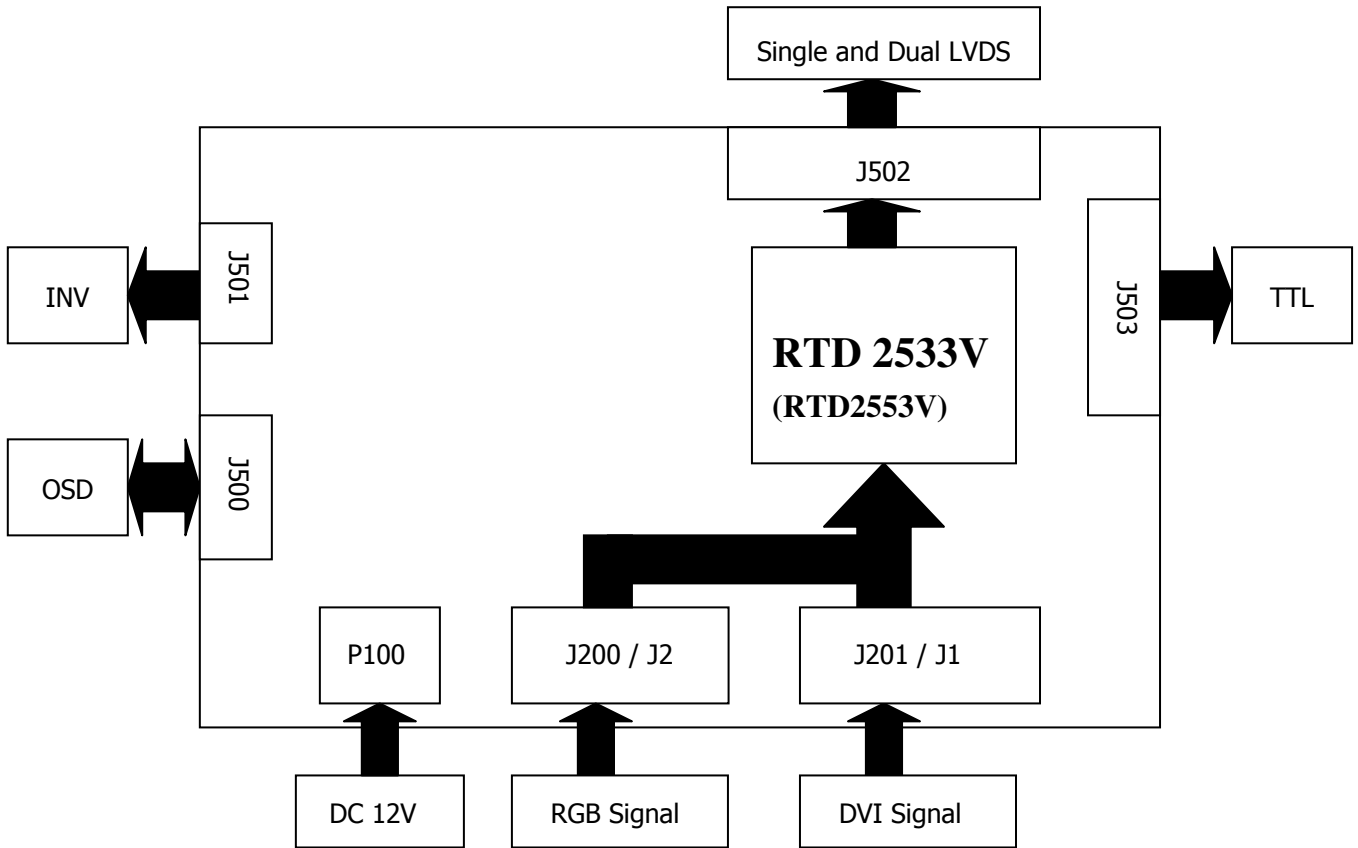 Single and Dual LVDS
J502
J501
INV
J503
TTL
RTD 2533V
(RTD2553V)
J500
OSD
P100
J200 / J2
J201 / J1
DC 12V
RGB Signal
DVI Signal